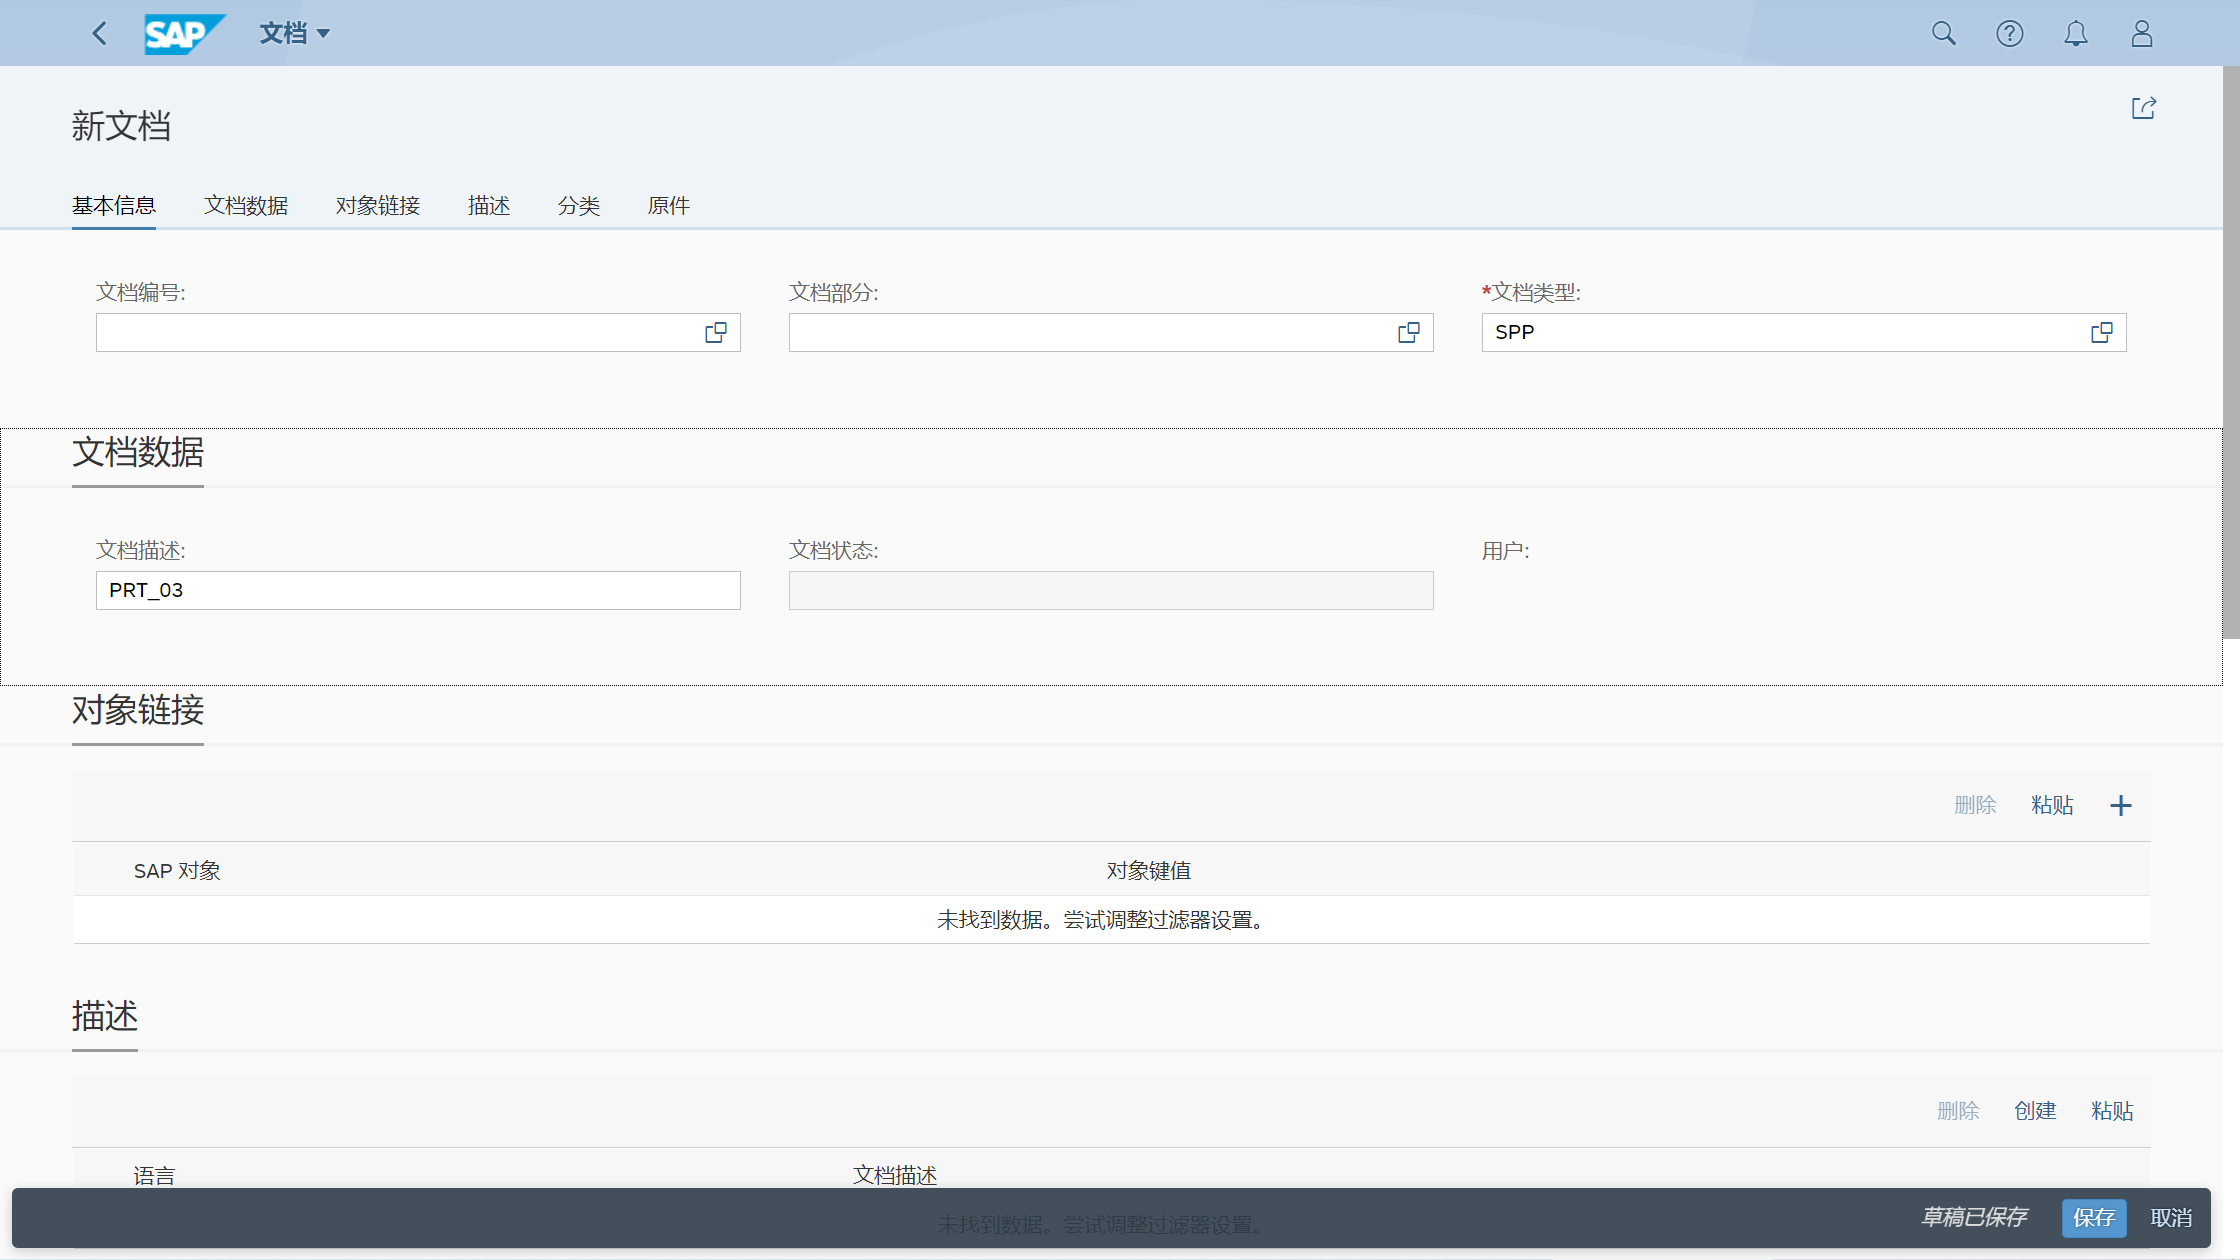 SAP
文档
新文档
基本信息 文档数据 对象链接 描述 分类 原件
文档编号: 文档部分: *文档类型:
SPP
文档数据
文档描述: 文档状态: 用户:
PRT_03
对象链接
删除 粘贴
SAP 对象 对象键值
未找到数据。尝试调整过滤器设置。
描述
删除 创建 粘贴
语言 文档描述
未找到数据。尝试调整过滤器设置。
草稿已保存 保存 取消